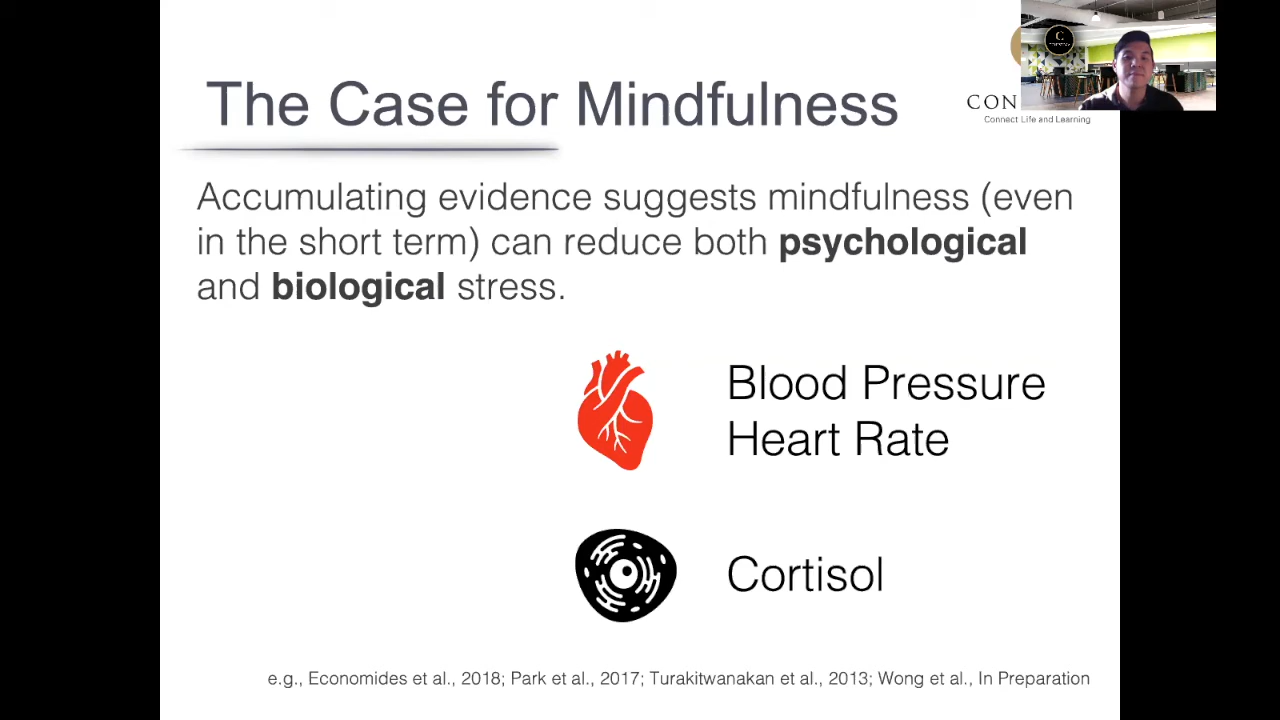 The Case for Mindfulness
CON
Connect Life and Learning
Accumulating evidence suggests mindfulness (even
in the short term) can reduce both psychological
and biological stress.
Blood Pressure
Heart Rate
Cortisol
e.g., Economides et al., 2018; Park et al., 2017; Turakitwanakan et al., 2013; Wong et al., In Preparation